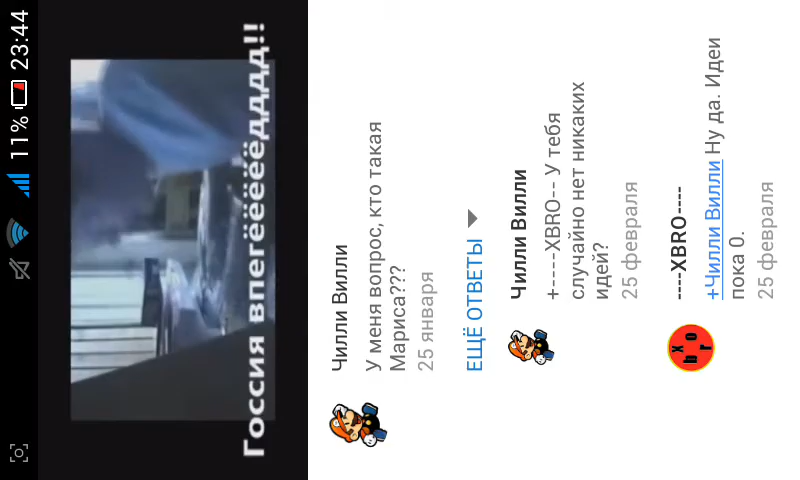 11% 23:44
Госсия впегёёёёёдддд!!
Чилли Вилли
У меня вопрос, кто такая
Мариса???
25 января
ЕЩЁ ОТВЕТЫ
Чилли Вилли
+----XBRO-- У тебя
случайно нет никаких
идей?
25 февраля
----XBRO----
+Чилли Вилли Ну да. Идеи
пока 0.
25 февраля
x
b o
r